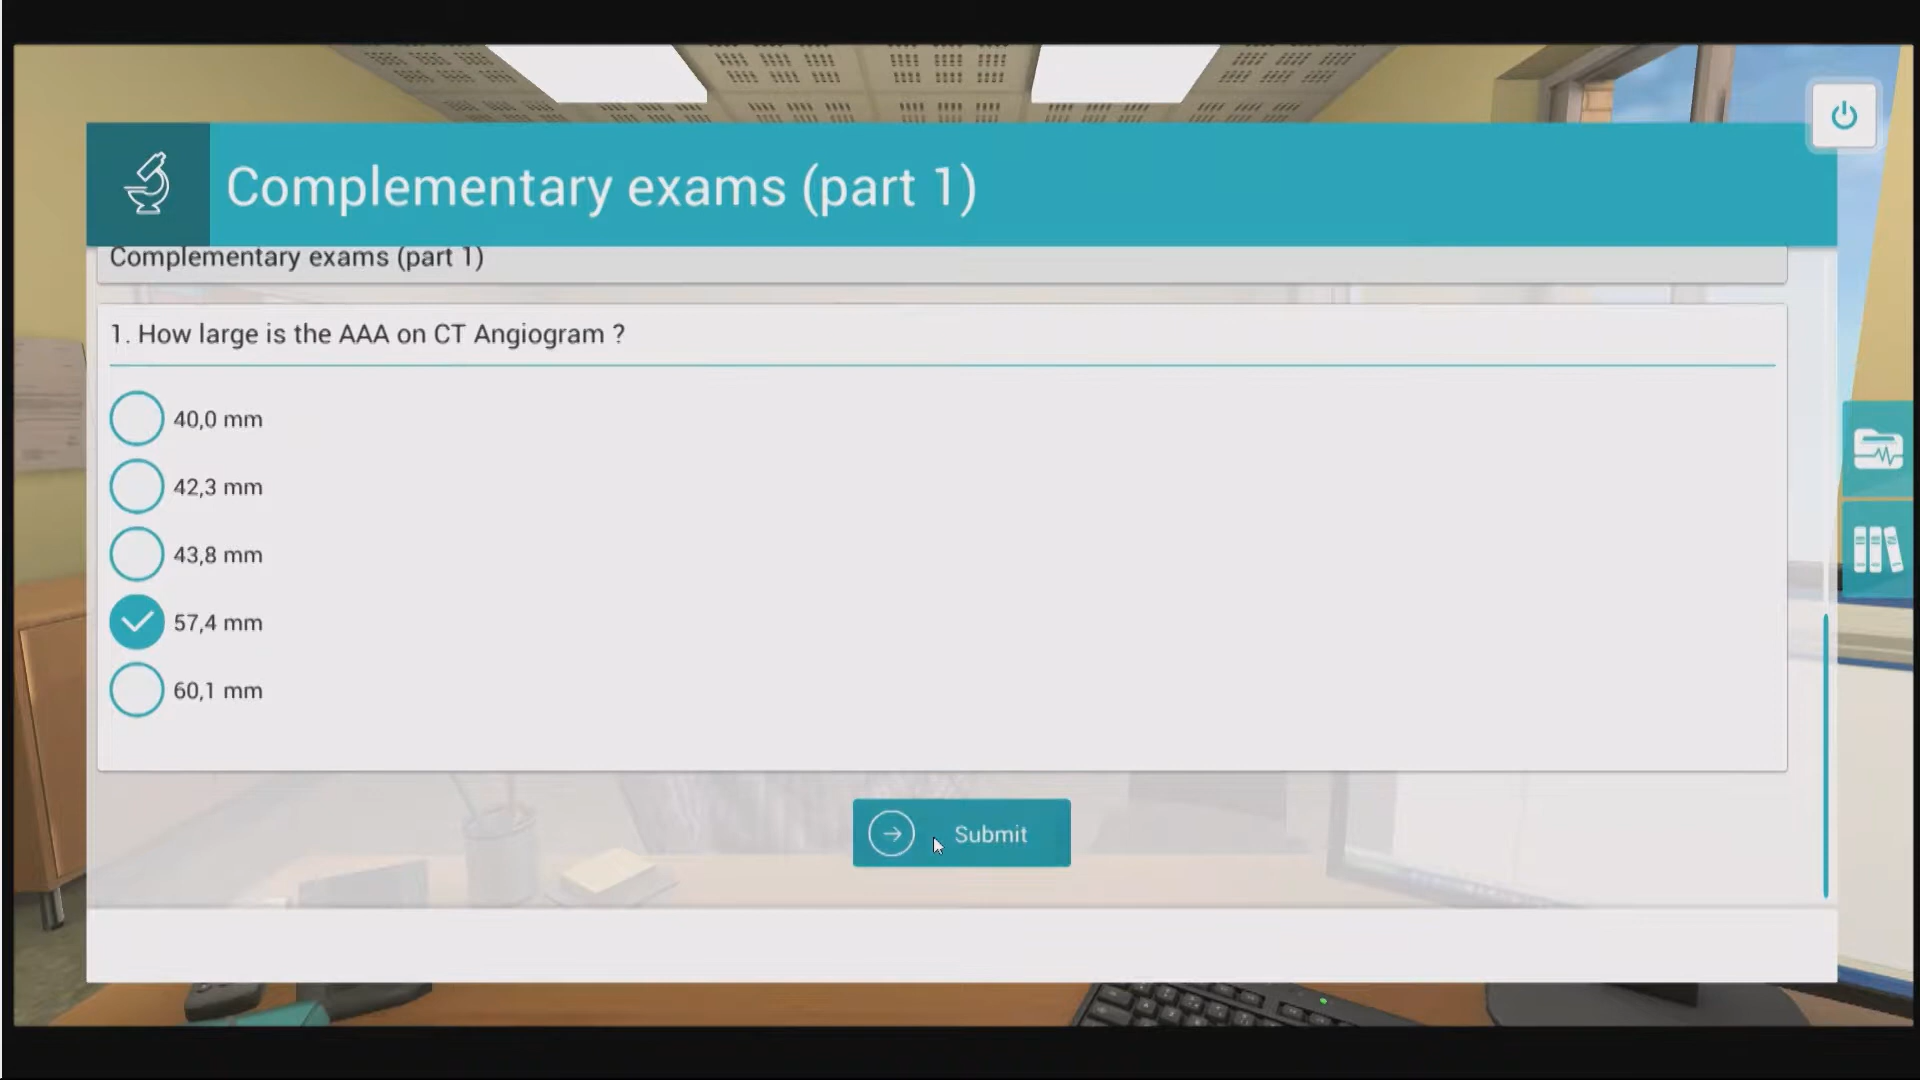 Complementary exams (part 1)
Complementary exams (part 1)
1. How large is the AAA on CT Angiogram ?
40,0 mm
42,3 mm
43,8 mm
57,4 mm
60,1 mm
Submit